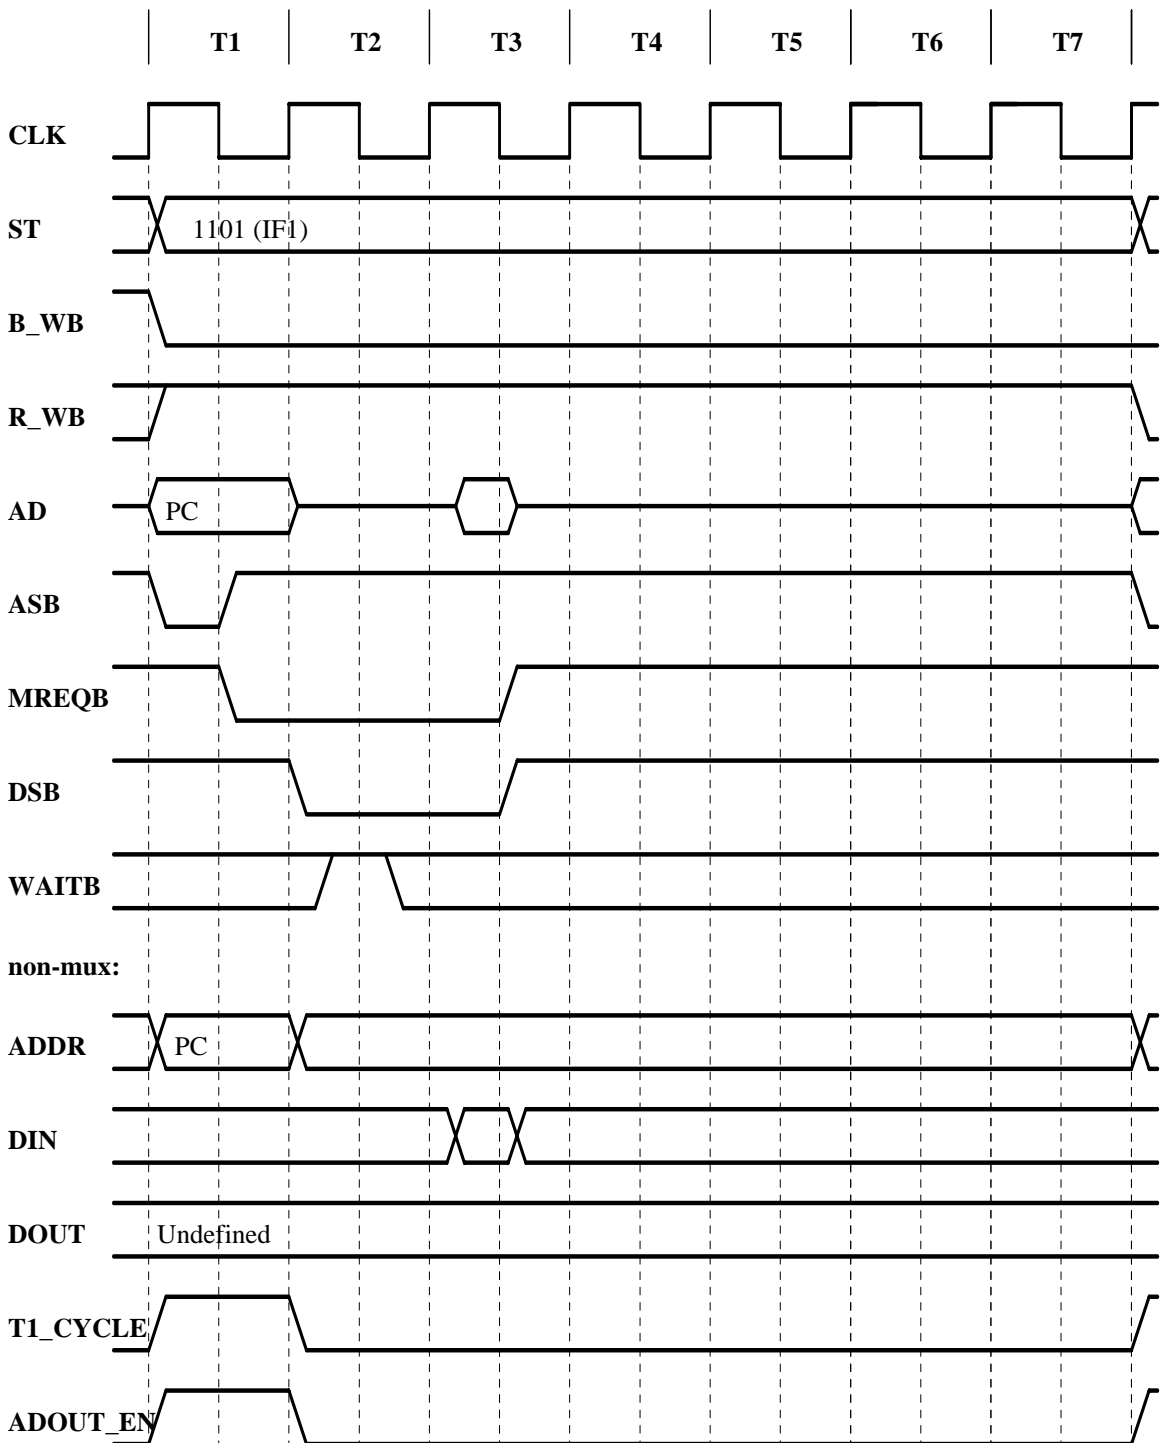 T1 T2 T3 T4 T5 T6 T7
CLK
ST 1101 (IF1)
B_WB
R_WB
AD PC
ASB
MREQB
DSB
WAITB
non-mux:
ADDR PC
DIN
DOUT Undefined
T1_CYCLE
ADOUT_EN